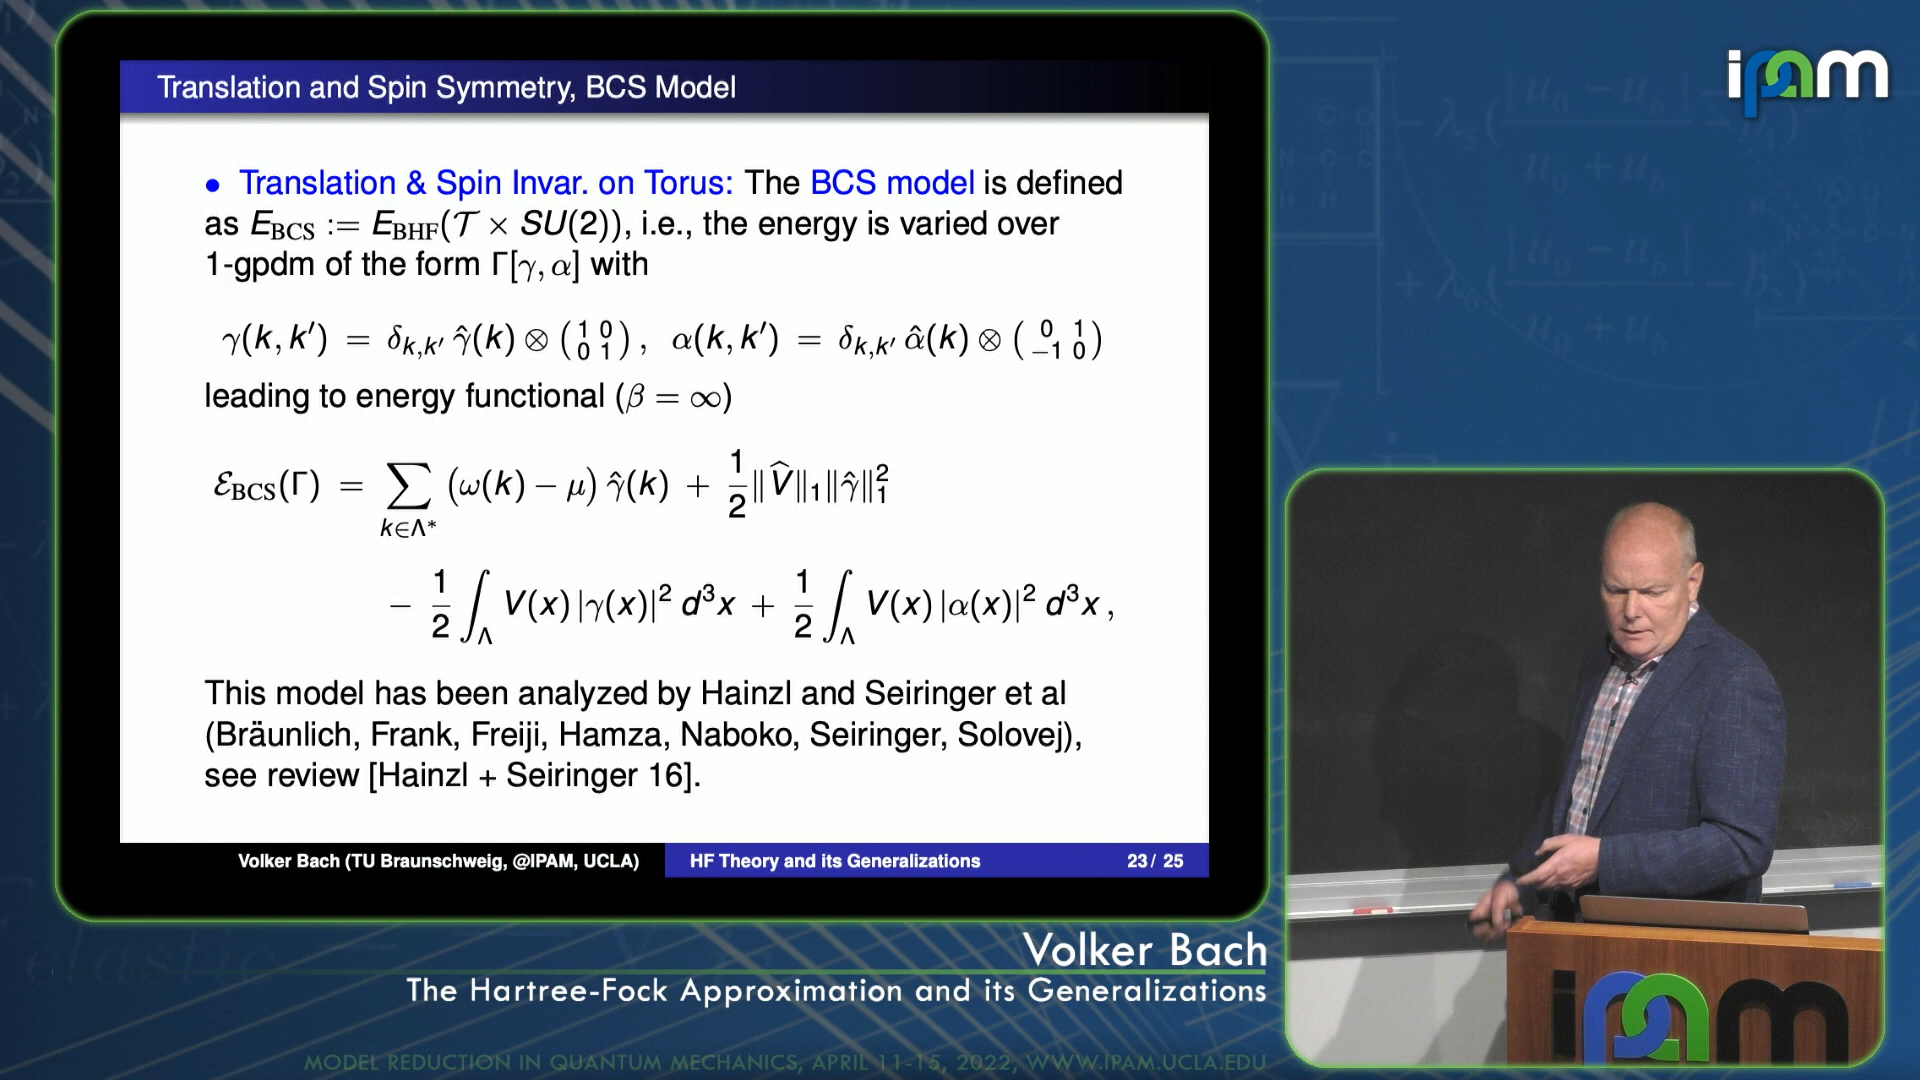 Translation and Spin Symmetry, BCS Model
• Translation & Spin Invar. on Torus: The BCS model is defined
as E_BCS := E_BHF(𝒯 × SU(2)), i.e., the energy is varied over
1-gpdm of the form Γ[γ, α] with
γ(k, k′) = δ_{k,k′} γ̂(k) ⊗ (1 0 / 0 1), α(k, k′) = δ_{k,k′} α̂(k) ⊗ (0 1 / −1 0)
leading to energy functional (β = ∞)
ℰ_BCS(Γ) = ∑_{k∈Λ*} (ω(k) − μ) γ̂(k) + 1/2 ‖V̂‖₁‖γ̂‖₁²
− 1/2 ∫_Λ V(x) |γ(x)|² d³x + 1/2 ∫_Λ V(x) |α(x)|² d³x ,
This model has been analyzed by Hainzl and Seiringer et al
(Bräunlich, Frank, Freiji, Hamza, Naboko, Seiringer, Solovej),
see review [Hainzl + Seiringer 16].
Volker Bach (TU Braunschweig, @IPAM, UCLA) HF Theory and its Generalizations 23 / 25
Volker Bach
The Hartree-Fock Approximation and its Generalizations
MODEL REDUCTION IN QUANTUM MECHANICS, APRIL 11-15, 2022, WWW.IPAM.UCLA.EDU
ipam
ipam
elastic